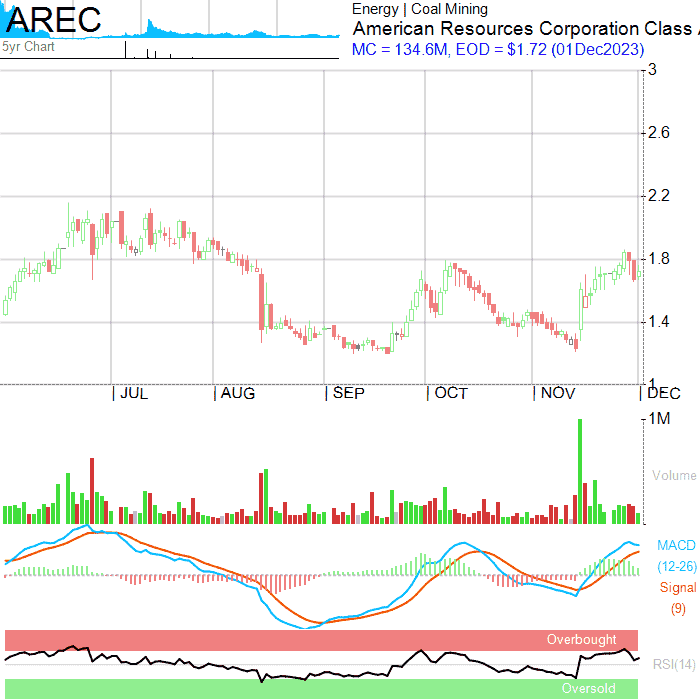 AREC
5yr Chart
Energy | Coal Mining
American Resources Corporation Class
MC = 134.6M, EOD = $1.72 (01Dec2023)
3
2.6
2.2
1.8
1.4
1
| JUL | AUG | SEP | OCT | NOV | DEC
1M
Volume
MACD
(12-26)
Signal
(9)
Overbought
RSI(14)
Oversold